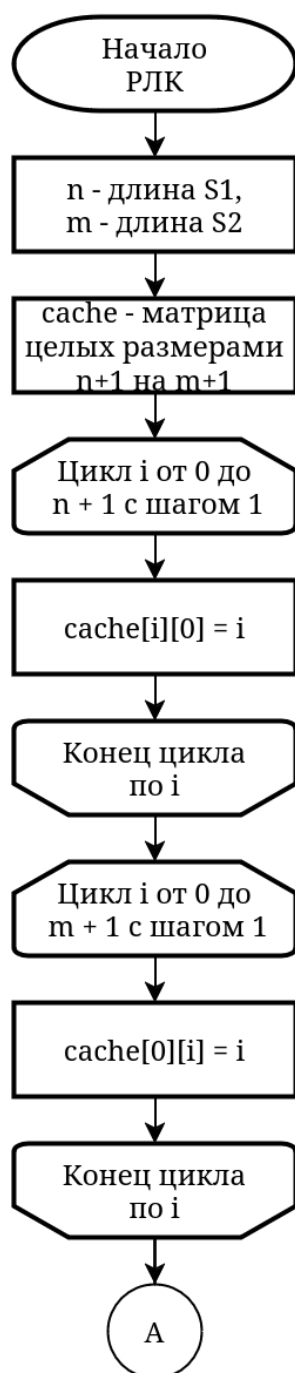 Начало
РЛК
n - длина S1,
m - длина S2
cache - матрица
целых размерами
n+1 на m+1
Цикл i от 0 до
n + 1 с шагом 1
cache[i][0] = i
Конец цикла
по i
Цикл i от 0 до
m + 1 с шагом 1
cache[0][i] = i
Конец цикла
по i
А